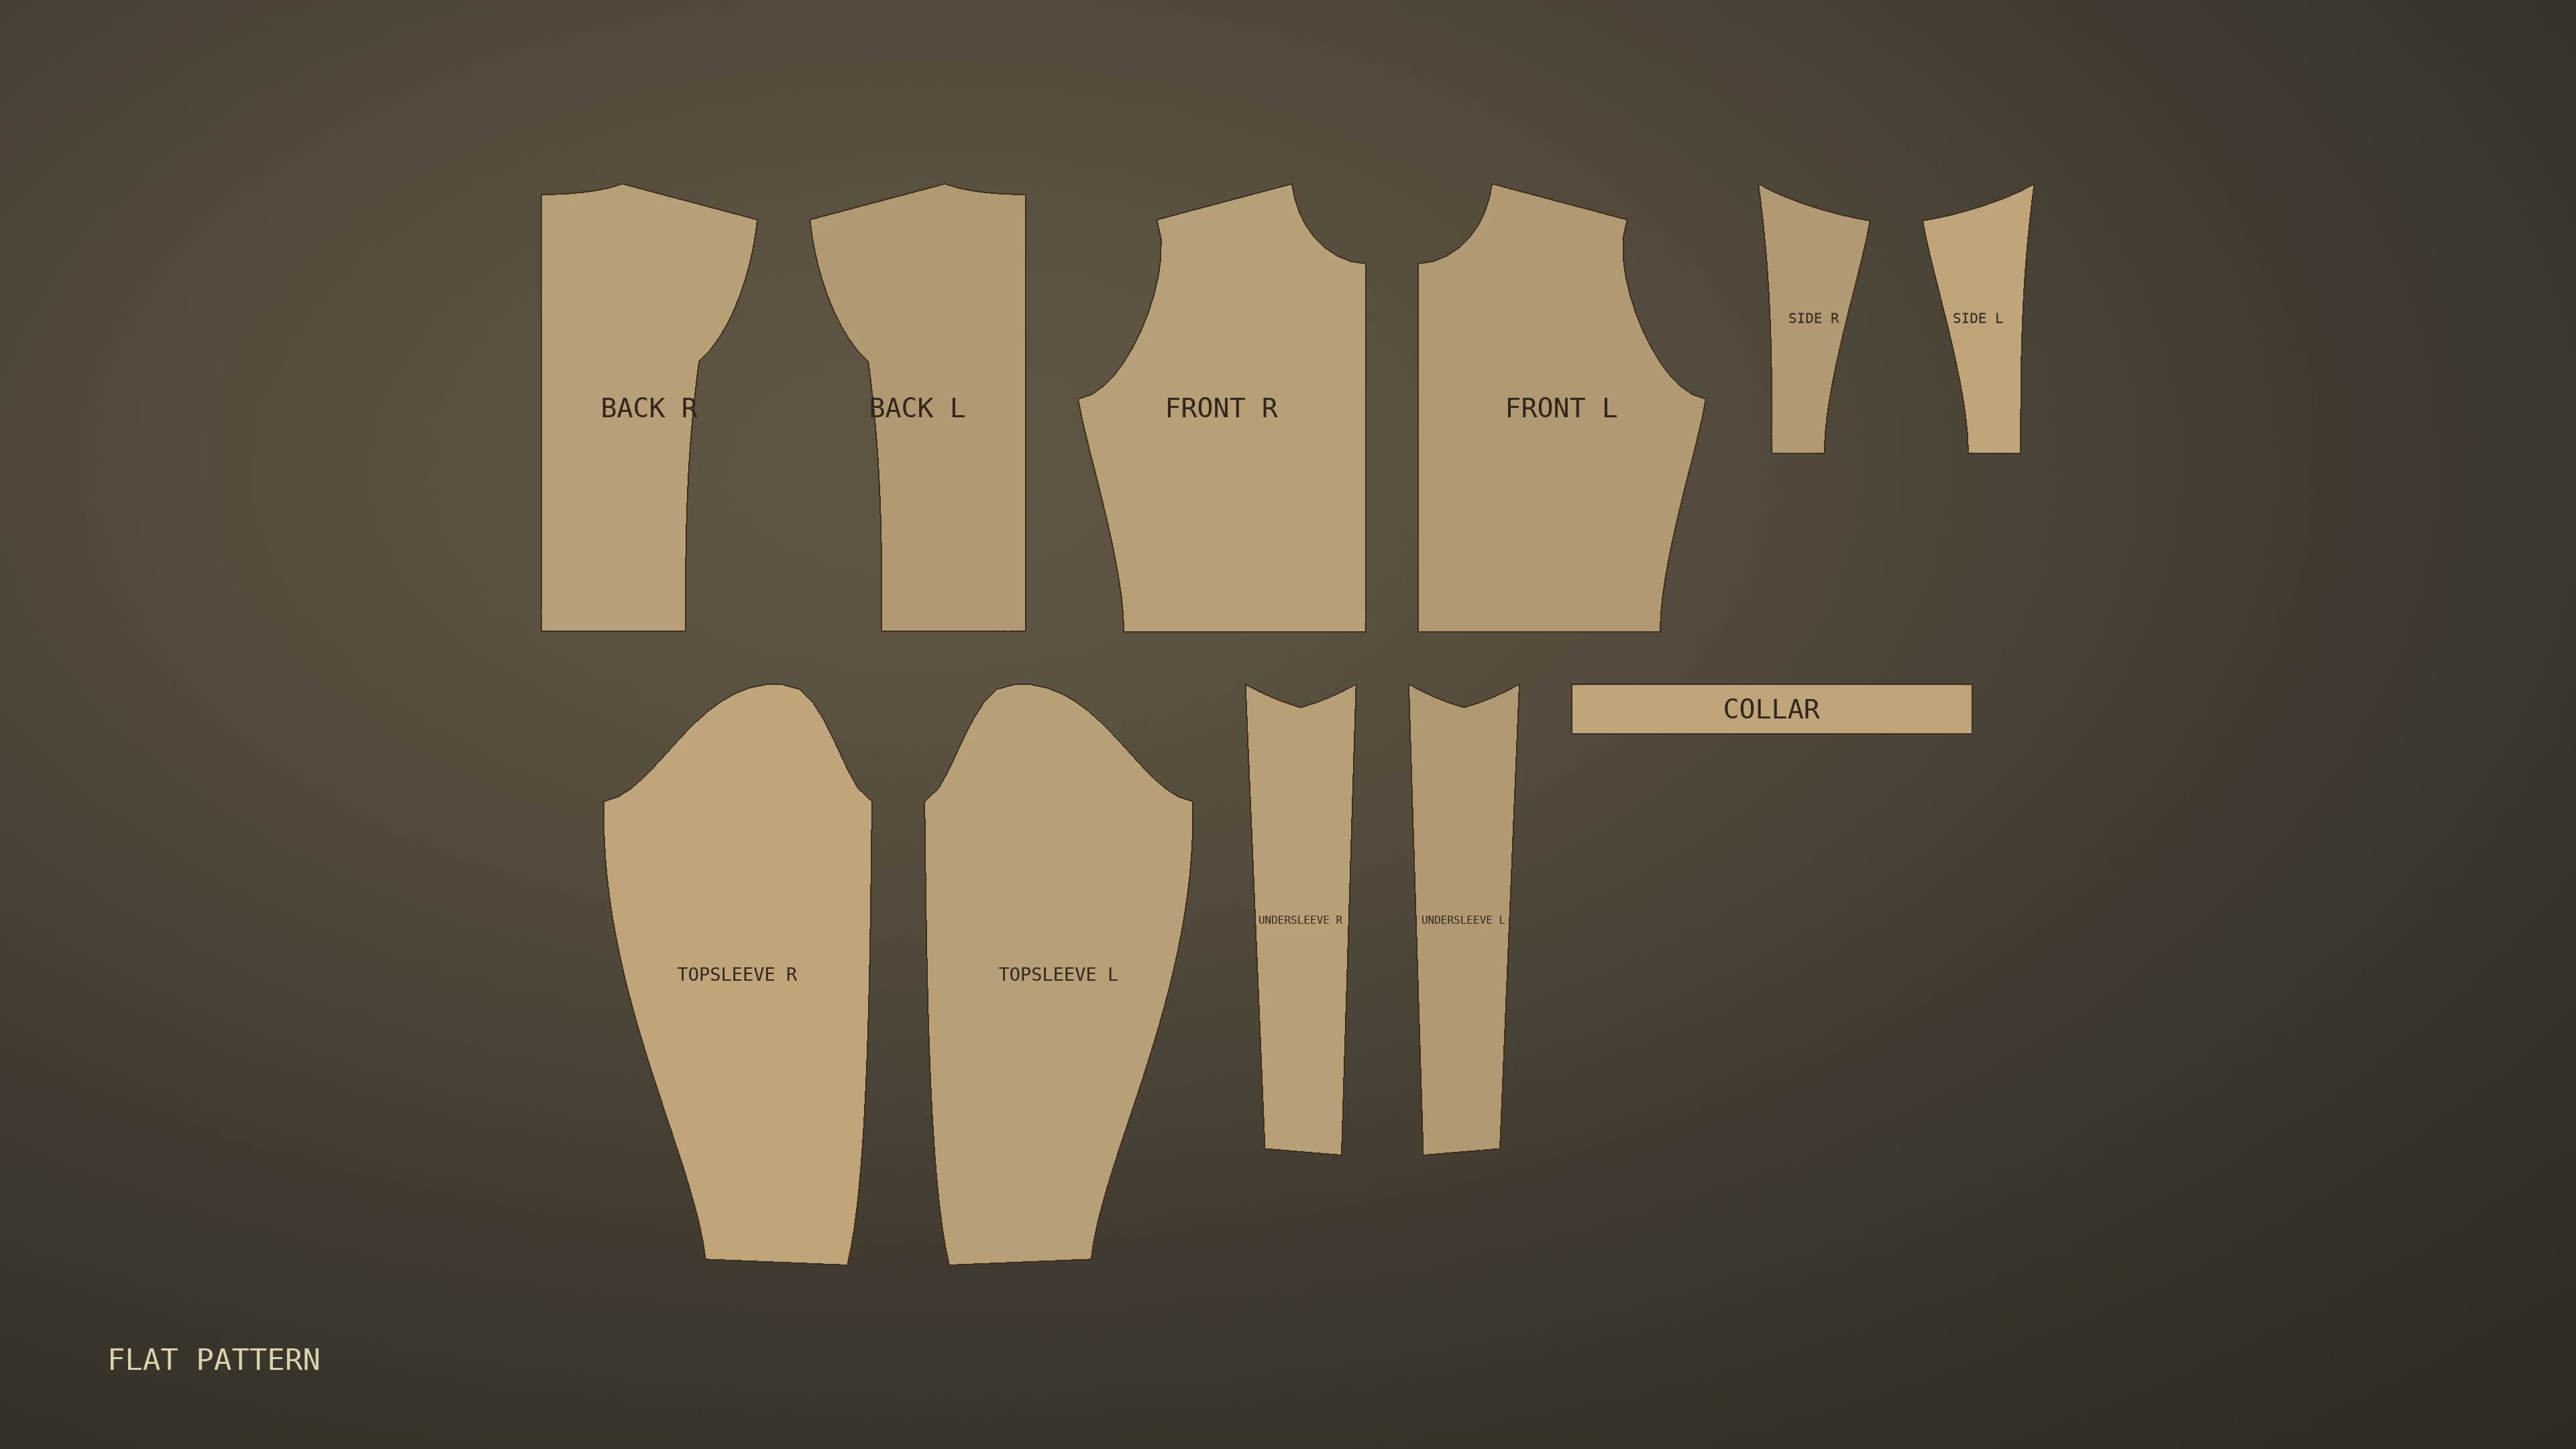 SIDE R
SIDE L
BACK R
BACK L
FRONT R
FRONT L
COLLAR
UNDERSLEEVE R
UNDERSLEEVE L
TOPSLEEVE R
TOPSLEEVE L
FLAT PATTERN